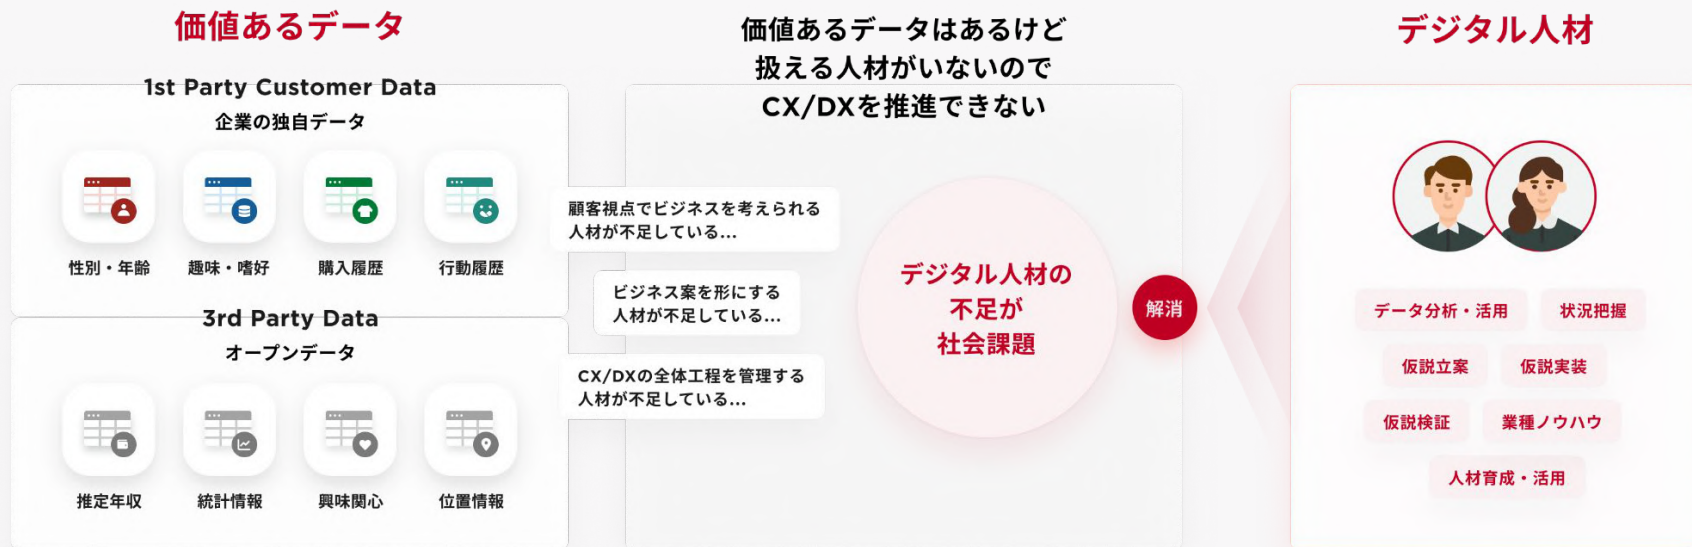 価値あるデータ
1st Party Customer Data
企業の独自データ
性別・年齢
趣味・嗜好
購入履歴
行動履歴
3rd Party Data
オープンデータ
推定年収
統計情報
興味関心
位置情報
価値あるデータはあるけど
扱える人材がいないので
CX/DXを推進できない
顧客視点でビジネスを考えられる
人材が不足している...
ビジネス案を形にする
人材が不足している...
CX/DXの全体工程を管理する
人材が不足している...
デジタル人材の
不足が
社会課題
解消
デジタル人材
データ分析・活用
状況把握
仮説立案
仮説実装
仮説検証
業種ノウハウ
人材育成・活用